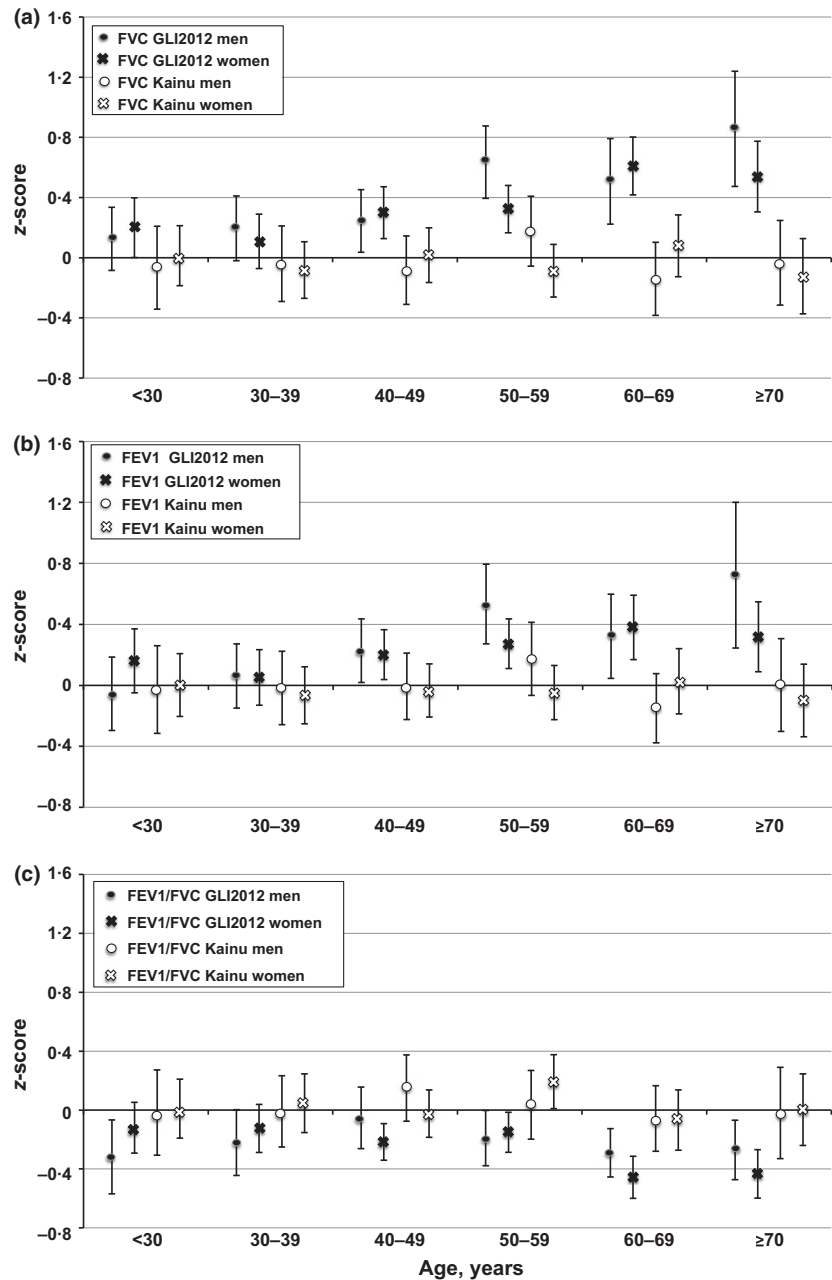 (a)
1·6
1·2
0·8
0·4
0
–0·4
–0·8
z-score
FVC GLI2012 men
FVC GLI2012 women
FVC Kainu men
FVC Kainu women
<30 30–39 40–49 50–59 60–69 ≥70
(b)
1·6
1·2
0·8
0·4
0
–0·4
–0·8
z-score
FEV1 GLI2012 men
FEV1 GLI2012 women
FEV1 Kainu men
FEV1 Kainu women
<30 30–39 40–49 50–59 60–69 ≥70
(c)
1·6
1·2
0·8
0·4
0
–0·4
–0·8
z-score
FEV1/FVC GLI2012 men
FEV1/FVC GLI2012 women
FEV1/FVC Kainu men
FEV1/FVC Kainu women
<30 30–39 40–49 50–59 60–69 ≥70
Age, years